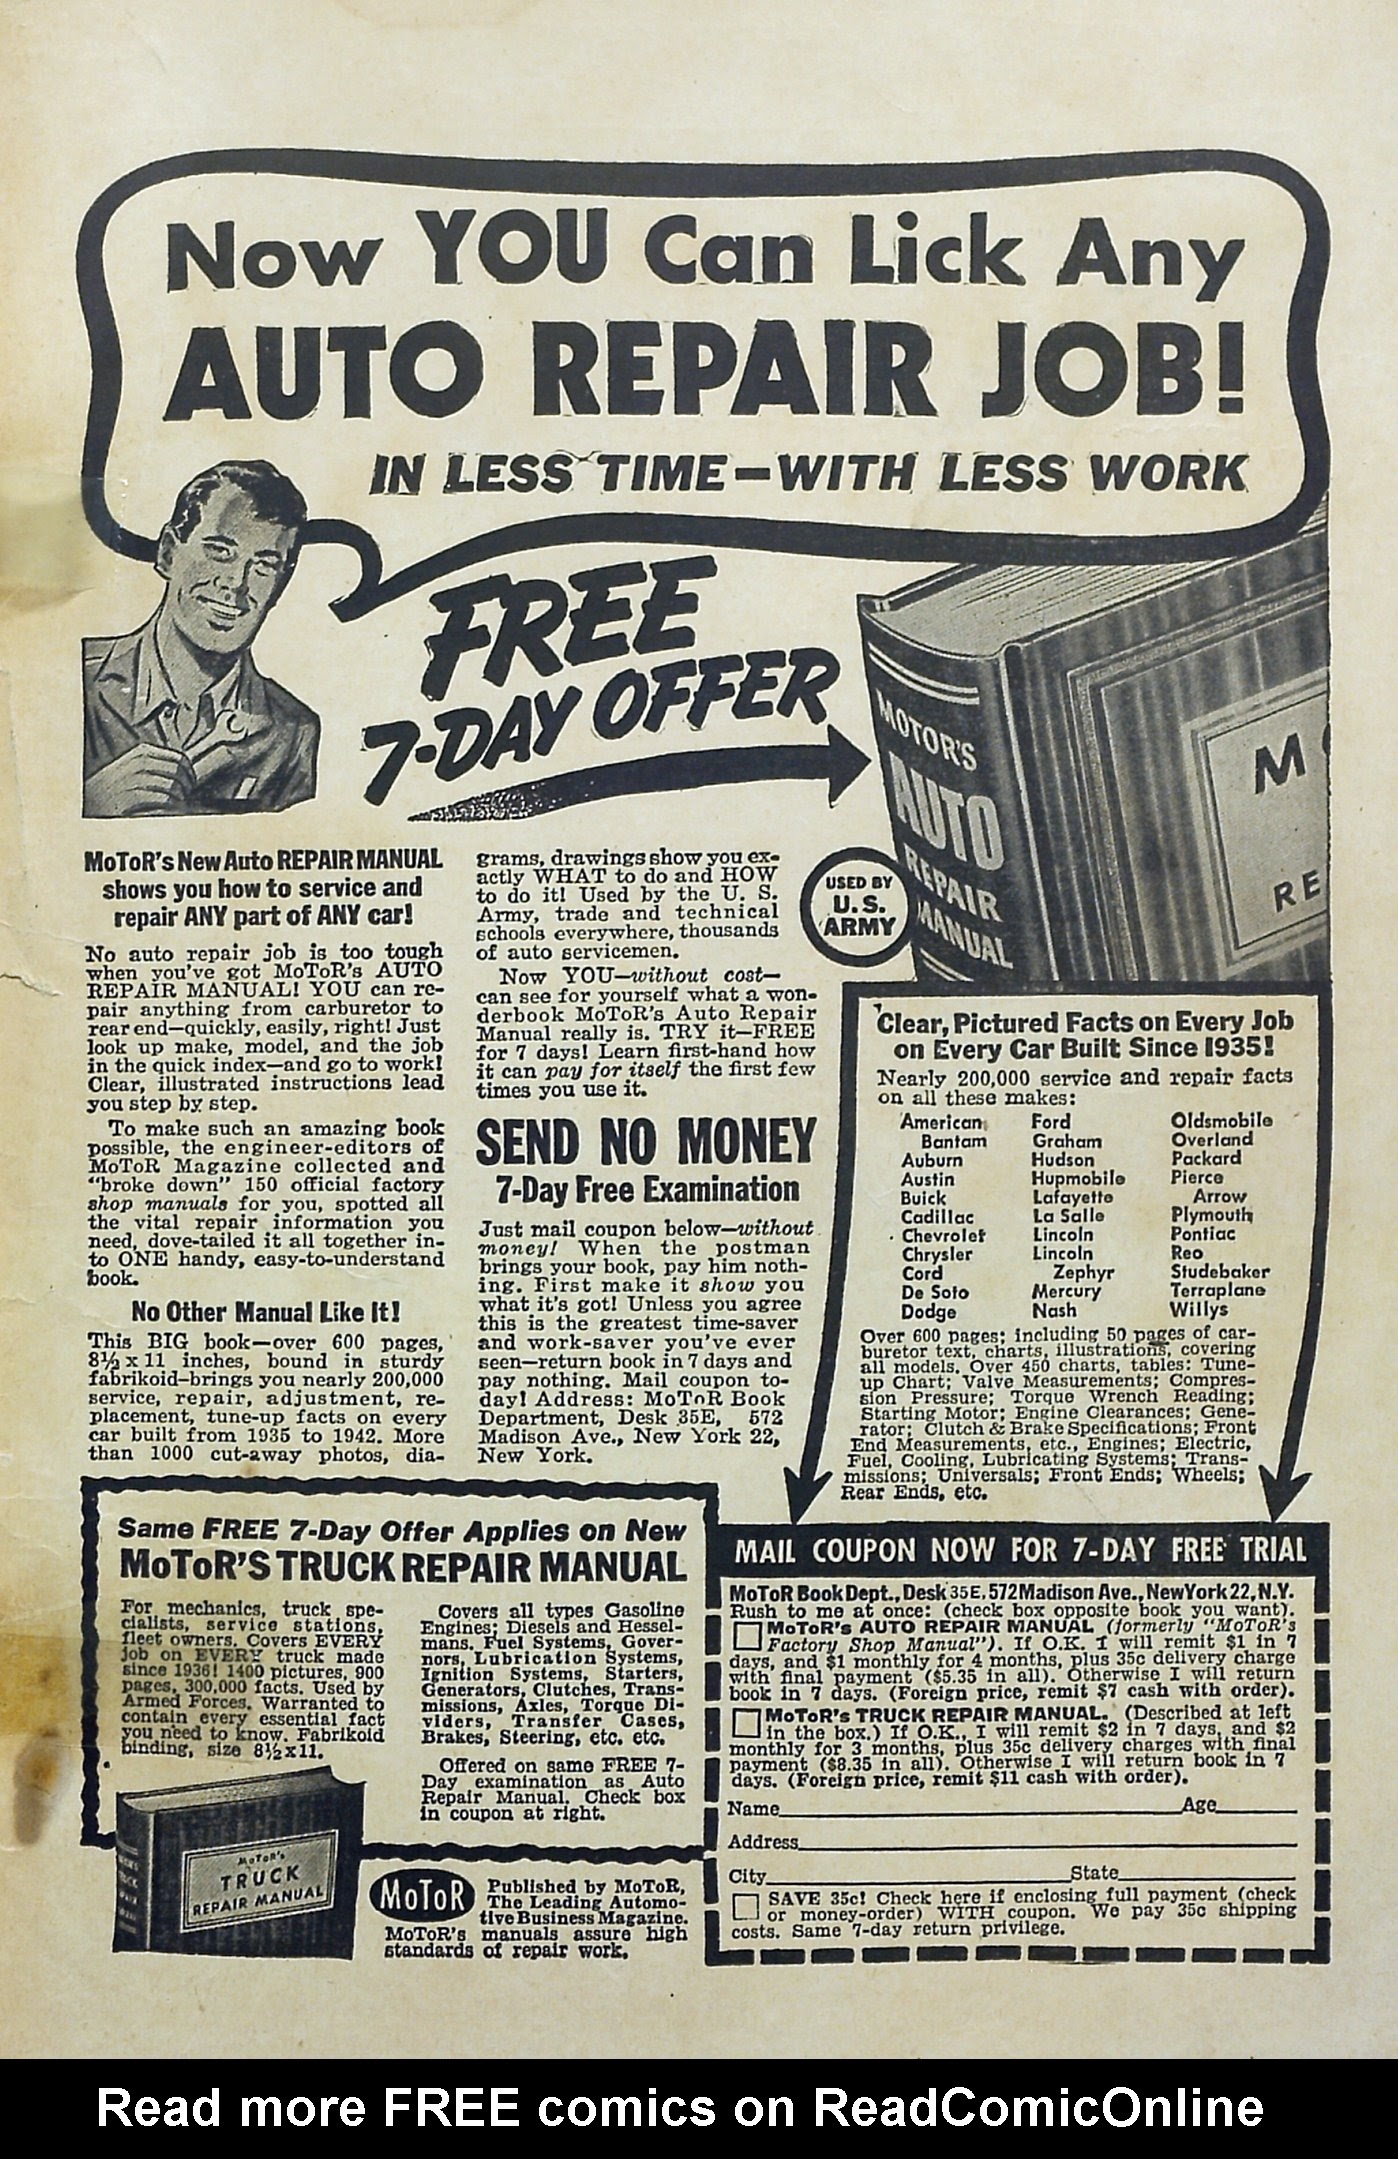 Now YOU Can Lick Any
AUTO REPAIR JOB!
IN LESS TIME—WITH LESS WORK
FREE
7-DAY OFFER
MOTOR'S
AUTO
REPAIR
MANUAL
M
RE
USED BY
U. S.
ARMY
MoToR's New Auto REPAIR MANUAL
shows you how to service and
repair ANY part of ANY car!
No auto repair job is too tough
when you've got MoToR's AUTO
REPAIR MANUAL! YOU can re-
pair anything from carburetor to
rear end—quickly, easily, right! Just
look up make, model, and the job
in the quick index—and go to work!
Clear, illustrated instructions lead
you step by step.
To make such an amazing book
possible, the engineer-editors of
MoToR Magazine collected and
"broke down" 150 official factory
shop manuals for you, spotted all
the vital repair information you
need, dove-tailed it all together in-
to ONE handy, easy-to-understand
book.
No Other Manual Like It!
This BIG book—over 600 pages,
8½ x 11 inches, bound in sturdy
fabrikoid—brings you nearly 200,000
service, repair, adjustment, re-
placement, tune-up facts on every
car built from 1935 to 1942. More
than 1000 cut-away photos, dia-
grams, drawings show you ex-
actly WHAT to do and HOW
to do it! Used by the U. S.
Army, trade and technical
schools everywhere, thousands
of auto servicemen.
Now YOU—without cost—
can see for yourself what a won-
derbook MoToR's Auto Repair
Manual really is. TRY it—FREE
for 7 days! Learn first-hand how
it can pay for itself the first few
times you use it.
SEND NO MONEY
7-Day Free Examination
Just mail coupon below—without
money! When the postman
brings your book, pay him noth-
ing. First make it show you
what it's got! Unless you agree
this is the greatest time-saver
and work-saver you've ever
seen—return book in 7 days and
pay nothing. Mail coupon to-
day! Address: MoToR Book
Department, Desk 35E, 572
Madison Ave., New York 22,
New York.
Clear, Pictured Facts on Every Job
on Every Car Built Since 1935!
Nearly 200,000 service and repair facts
on all these makes:
American
Bantam
Auburn
Austin
Buick
Cadillac
Chevrolet
Chrysler
Cord
De Soto
Dodge
Ford
Graham
Hudson
Hupmobile
Lafayette
La Salle
Lincoln
Lincoln
Zephyr
Mercury
Nash
Oldsmobile
Overland
Packard
Pierce
Arrow
Plymouth
Pontiac
Reo
Studebaker
Terraplane
Willys
Over 600 pages; including 50 pages of car-
buretor text, charts, illustrations, covering
all models. Over 450 charts, tables: Tune-
up Chart; Valve Measurements; Compres-
sion Pressure; Torque Wrench Reading;
Starting Motor; Engine Clearances; Gene-
rator; Clutch & Brake Specifications; Front
End Measurements, etc., Engines; Electric,
Fuel, Cooling, Lubricating Systems; Trans-
missions; Universals; Front Ends; Wheels;
Rear Ends, etc.
Same FREE 7-Day Offer Applies on New
MoToR'S TRUCK REPAIR MANUAL
For mechanics, truck spe-
cialists, service stations,
fleet owners. Covers EVERY
job on EVERY truck made
since 1936! 1400 pictures, 900
pages, 300,000 facts. Used by
Armed Forces. Warranted to
contain every essential fact
you need to know. Fabrikoid
binding, size 8½x11.
Covers all types Gasoline
Engines; Diesels and Hessel-
mans. Fuel Systems, Gover-
nors, Lubrication Systems,
Ignition Systems, Starters,
Generators, Clutches, Trans-
missions, Axles, Torque Di-
viders, Transfer Cases,
Brakes, Steering, etc. etc.
Offered on same FREE 7-
Day examination as Auto
Repair Manual. Check box
in coupon at right.
MoToR's
TRUCK
REPAIR MANUAL
MoToR
Published by MoToR,
The Leading Automo-
tive Business Magazine.
MoToR's manuals assure high
standards of repair work.
MAIL COUPON NOW FOR 7-DAY FREE TRIAL
MoToR Book Dept., Desk 35E, 572 Madison Ave., New York 22, N.Y.
Rush to me at once: (check box opposite book you want).
MoToR's AUTO REPAIR MANUAL (formerly "MoToR's
Factory Shop Manual"). If O.K. I will remit $1 in 7
days, and $1 monthly for 4 months, plus 35c delivery charge
with final payment ($5.35 in all). Otherwise I will return
book in 7 days. (Foreign price, remit $7 cash with order).
MoToR's TRUCK REPAIR MANUAL. (Described at left
in the box.) If O.K., I will remit $2 in 7 days, and $2
monthly for 3 months, plus 35c delivery charges with final
payment ($8.35 in all). Otherwise I will return book in 7
days. (Foreign price, remit $11 cash with order).
Name Age
Address
City State
SAVE 35c! Check here if enclosing full payment (check
or money-order) WITH coupon. We pay 35c shipping
costs. Same 7-day return privilege.
Read more FREE comics on ReadComicOnline